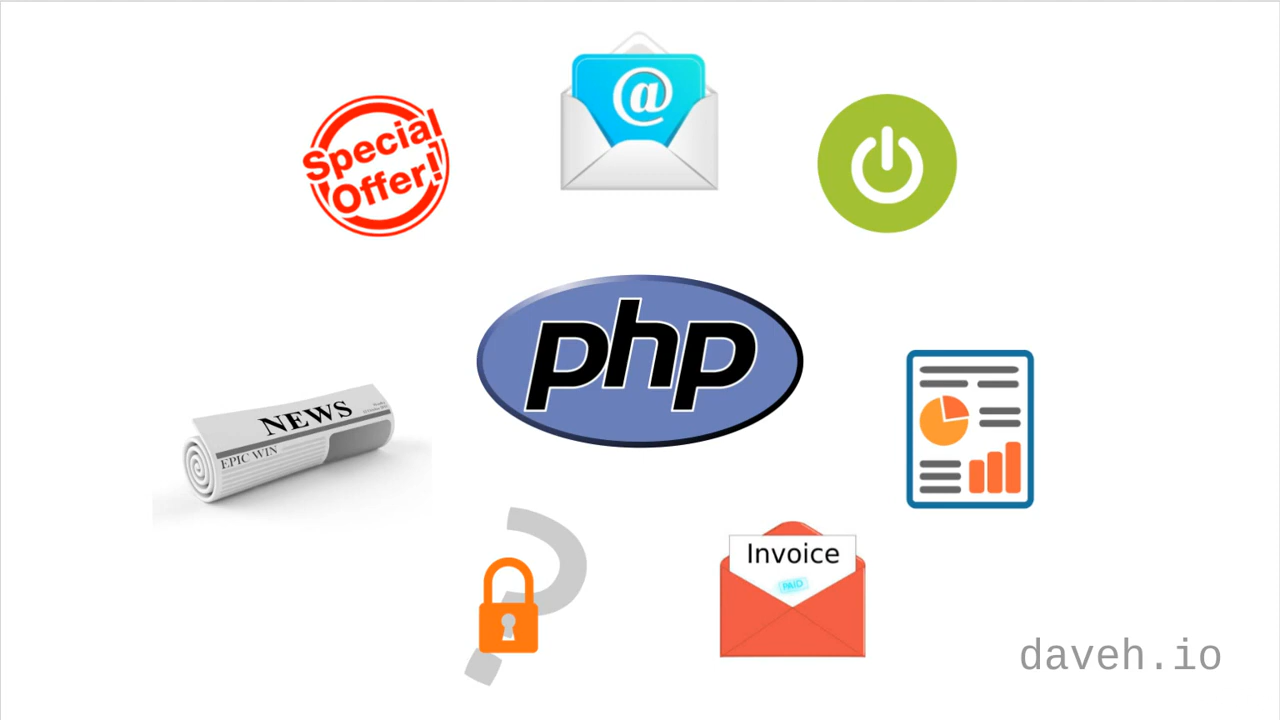 @
Special
Offer!
php
NEWS
EPIC WIN
Invoice
PAID
daveh.io